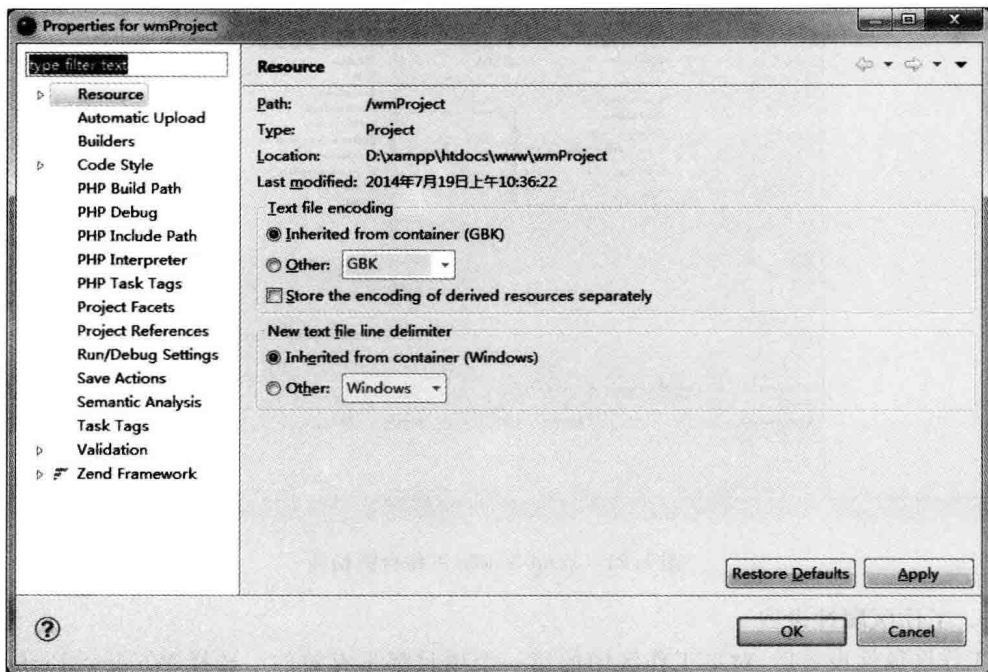 Properties for wmProject
type filter text
Resource
Automatic Upload
Builders
Code Style
PHP Build Path
PHP Debug
PHP Include Path
PHP Interpreter
PHP Task Tags
Project Facets
Project References
Run/Debug Settings
Save Actions
Semantic Analysis
Task Tags
Validation
Zend Framework
Resource
Path: /wmProject
Type: Project
Location: D:\xampp\htdocs\www\wmProject
Last modified: 2014年7月19日上午10:36:22
Text file encoding
Inherited from container (GBK)
Other: GBK
Store the encoding of derived resources separately
New text file line delimiter
Inherited from container (Windows)
Other: Windows
Restore Defaults Apply
OK Cancel